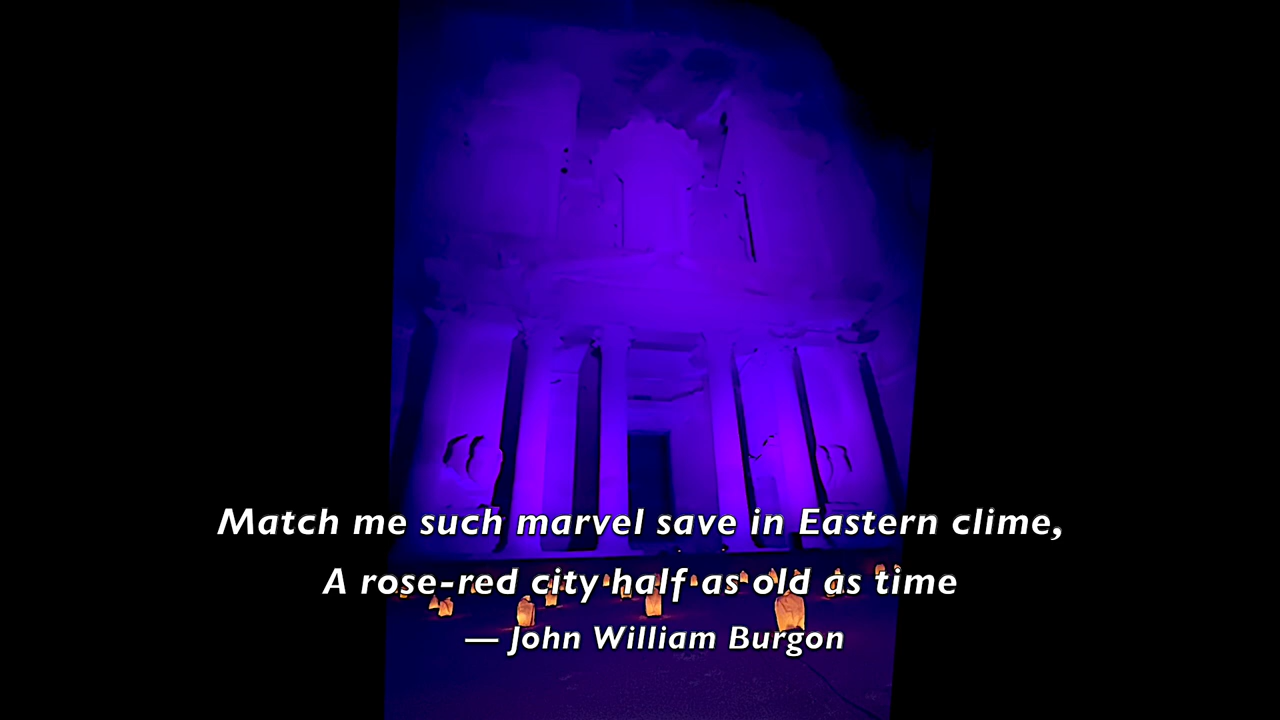 Match me such marvel save in Eastern clime,
A rose-red city half as old as time
— John William Burgon